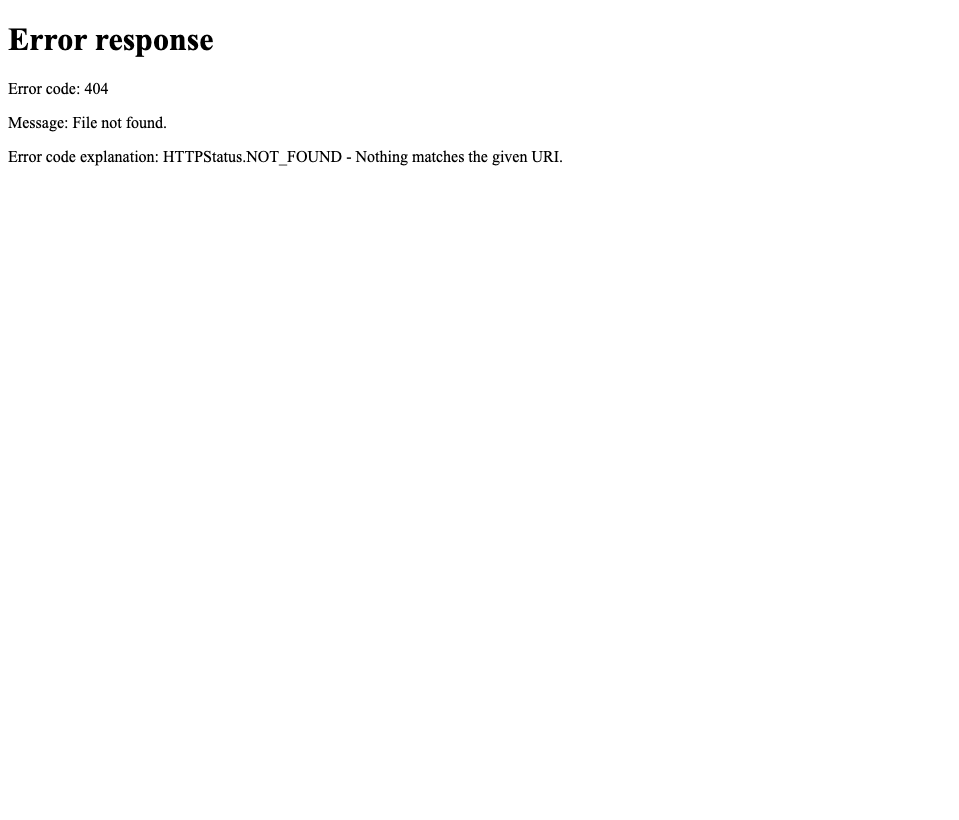 Error response
Error code: 404
Message: File not found.
Error code explanation: HTTPStatus.NOT_FOUND - Nothing matches the given URI.